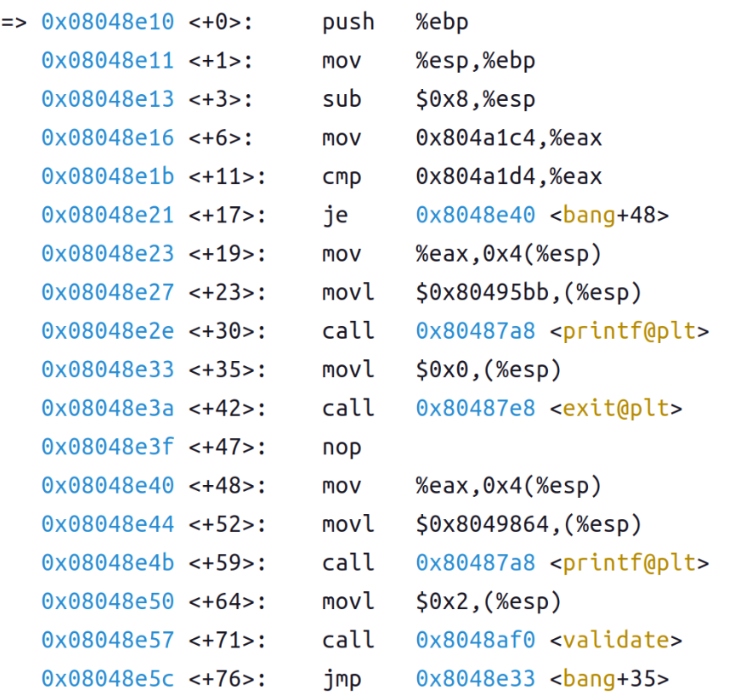 => 0x08048e10 <+0>: push %ebp
0x08048e11 <+1>: mov %esp,%ebp
0x08048e13 <+3>: sub $0x8,%esp
0x08048e16 <+6>: mov 0x804a1c4,%eax
0x08048e1b <+11>: cmp 0x804a1d4,%eax
0x08048e21 <+17>: je 0x8048e40 <bang+48>
0x08048e23 <+19>: mov %eax,0x4(%esp)
0x08048e27 <+23>: movl $0x80495bb,(%esp)
0x08048e2e <+30>: call 0x80487a8 <printf@plt>
0x08048e33 <+35>: movl $0x0,(%esp)
0x08048e3a <+42>: call 0x80487e8 <exit@plt>
0x08048e3f <+47>: nop
0x08048e40 <+48>: mov %eax,0x4(%esp)
0x08048e44 <+52>: movl $0x8049864,(%esp)
0x08048e4b <+59>: call 0x80487a8 <printf@plt>
0x08048e50 <+64>: movl $0x2,(%esp)
0x08048e57 <+71>: call 0x8048af0 <validate>
0x08048e5c <+76>: jmp 0x8048e33 <bang+35>